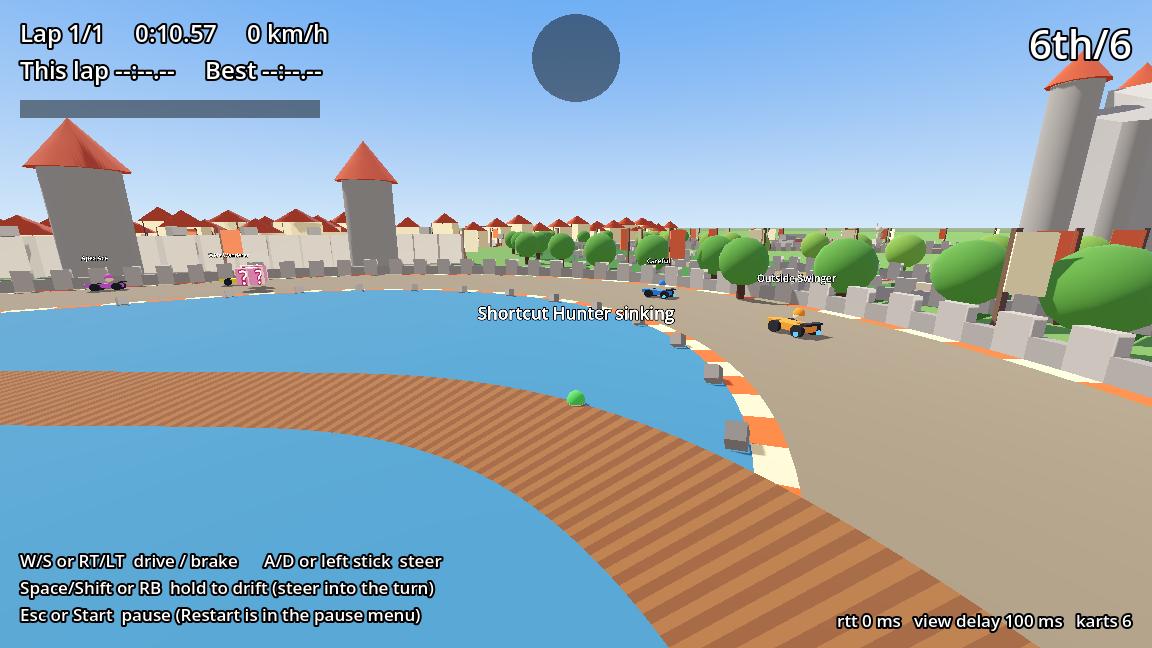 Lap 1/1 0:10.57 0 km/h
6th/6
This lap --:--.-- Best --:--.--
? ?
Careful
Outside Swinger
Shortcut Hunter sinking
W/S or RT/LT drive / brake A/D or left stick steer
Space/Shift or RB hold to drift (steer into the turn)
Esc or Start pause (Restart is in the pause menu)
rtt 0 ms view delay 100 ms karts 6